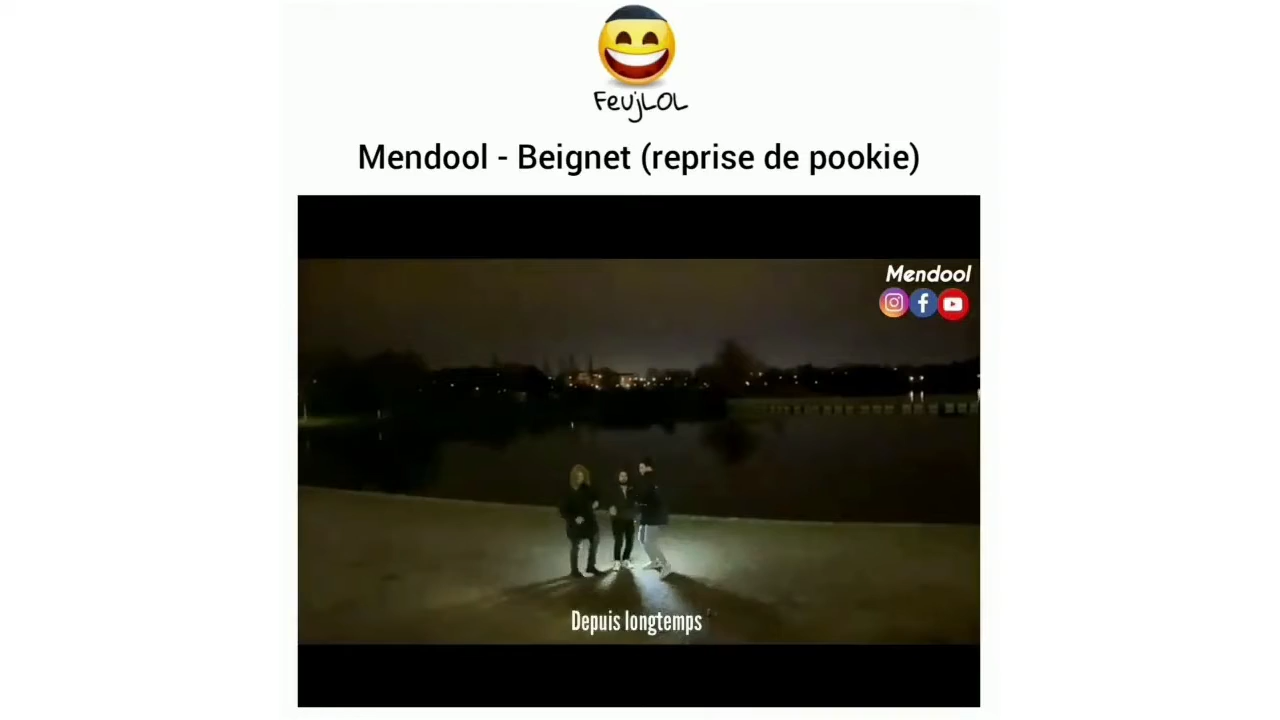 FeujLOL
Mendool - Beignet (reprise de pookie)
Mendool
Depuis longtemps